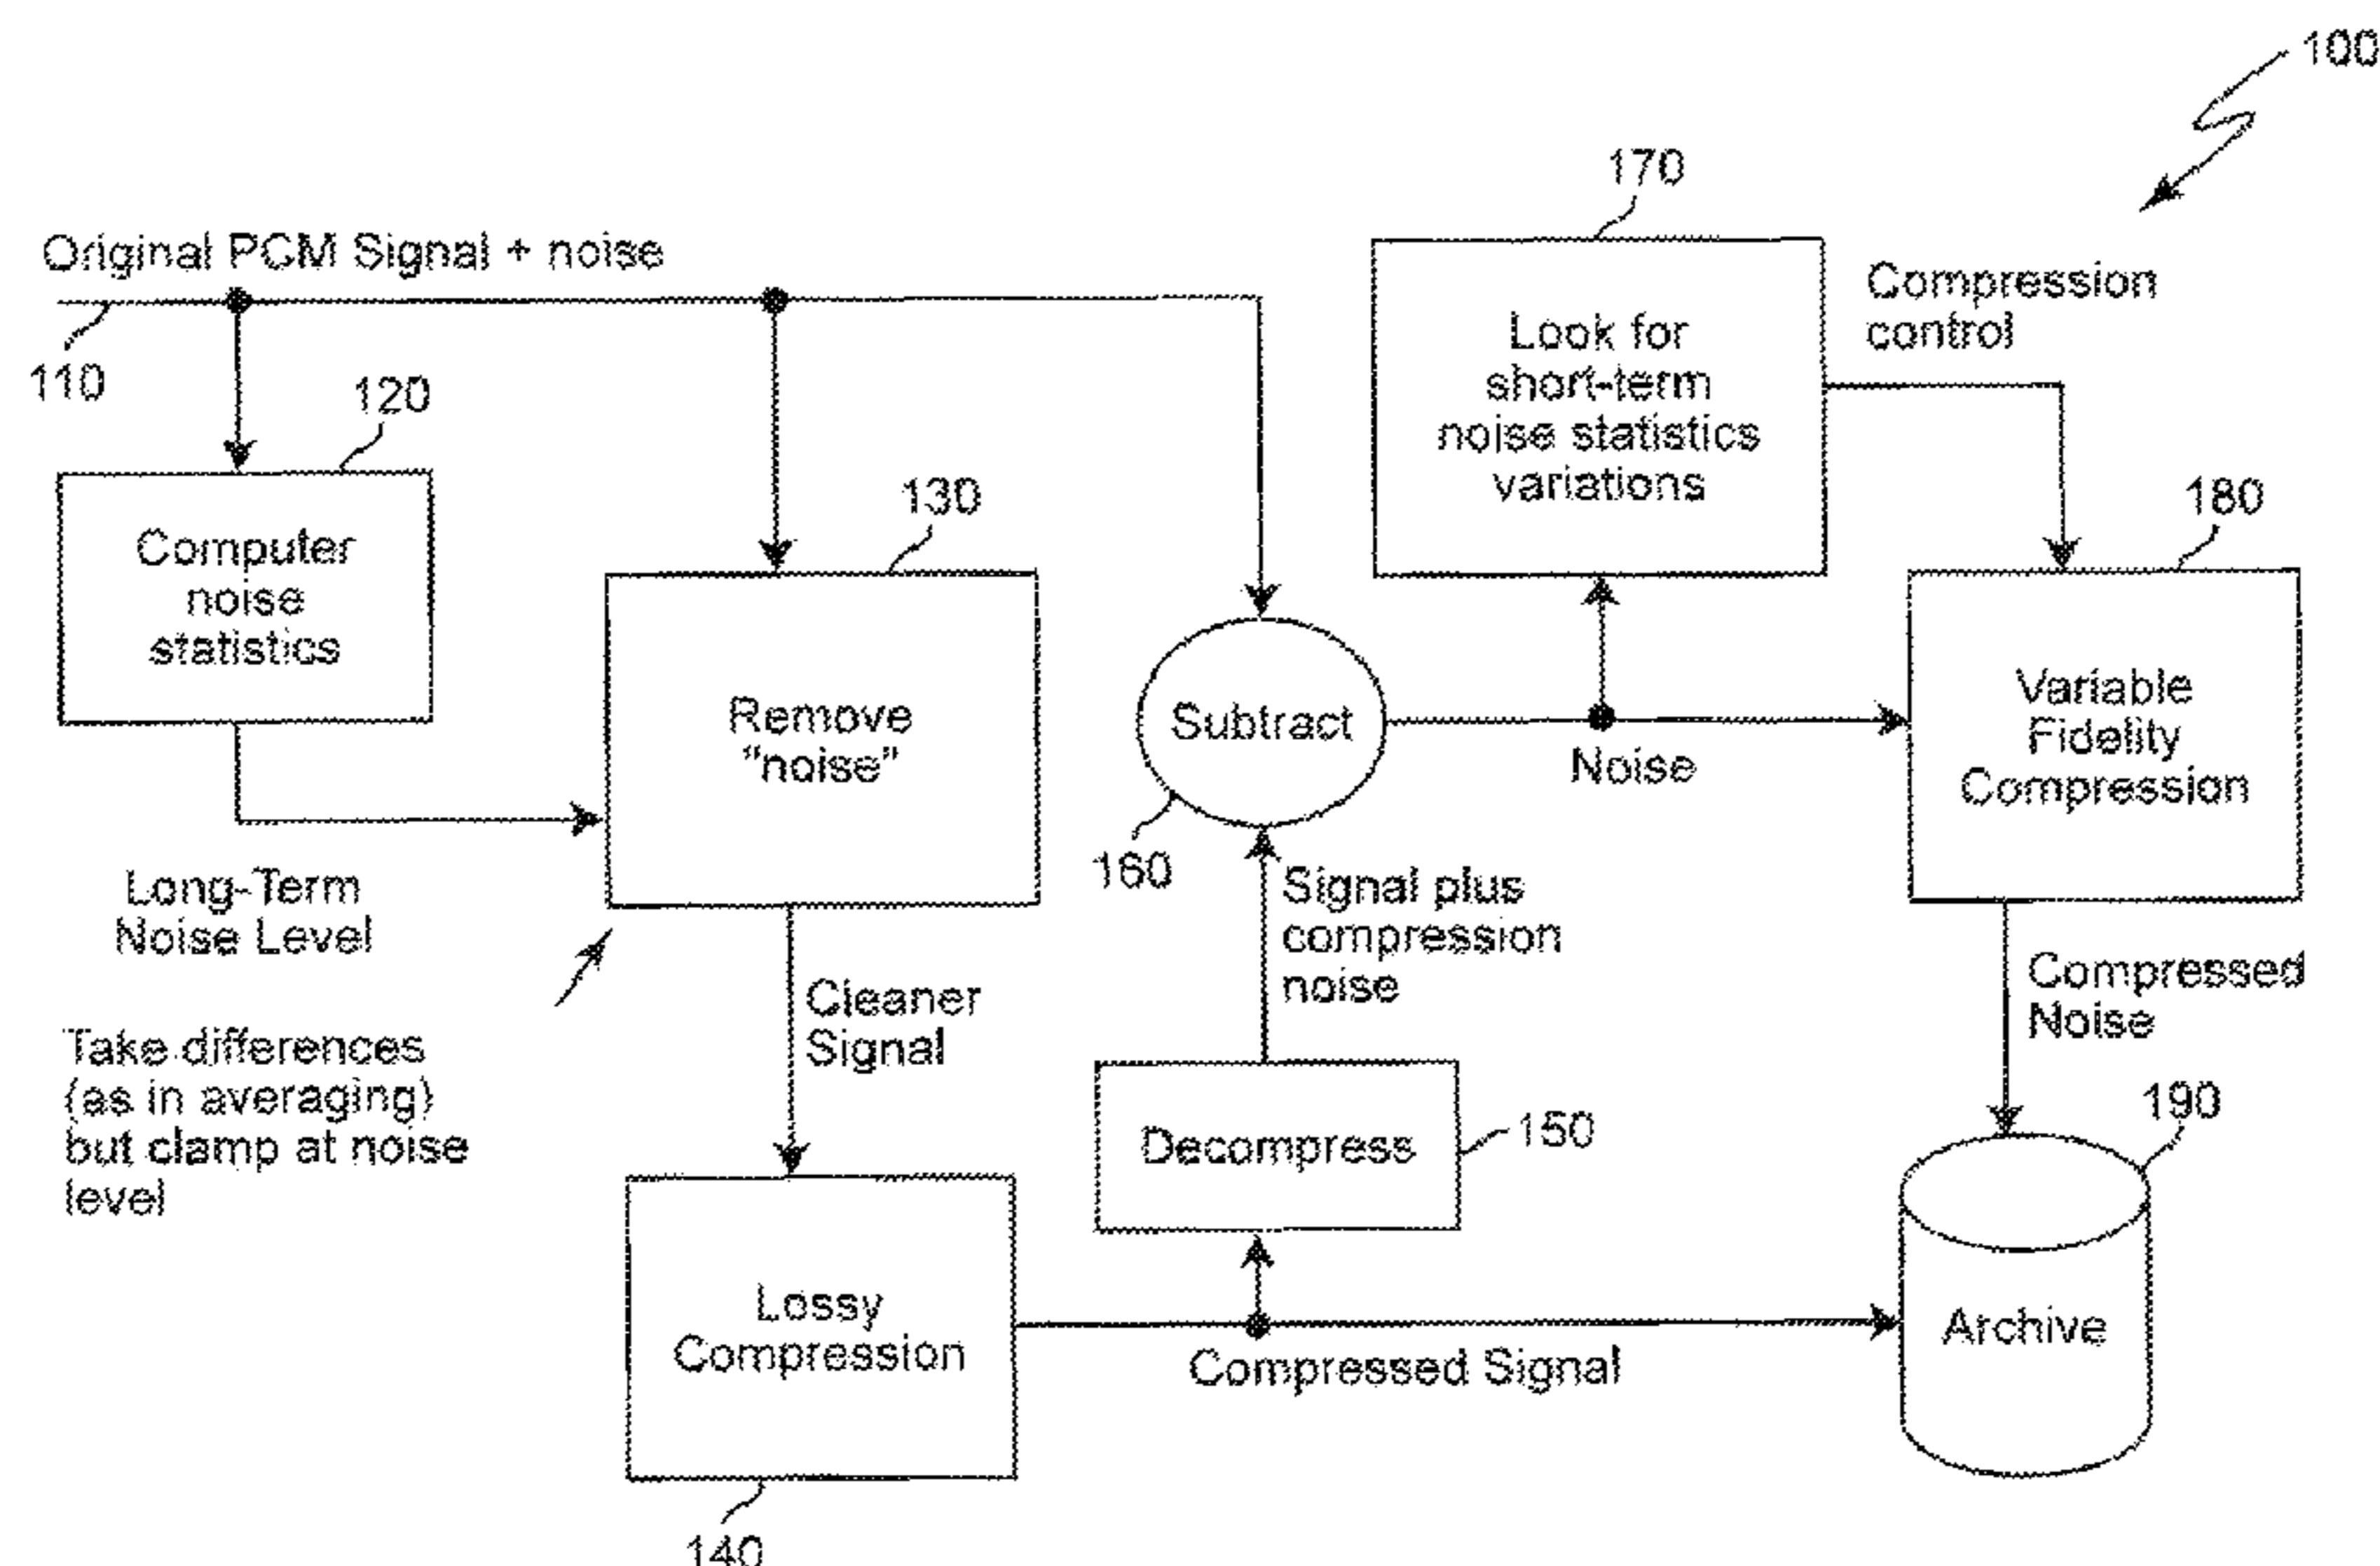 100
170
Original PCM Signal + noise
Compression
control
110
120
Look for
short-term
noise statistics
variations
130
180
Computer
noise
statistics
Remove
"noise"
Subtract
Noise
Variable
Fidelity
Compression
160
Long-Term
Noise Level
Signal plus
compression
noise
Cleaner
Signal
Compressed
Noise
Take differences
(as in averaging)
but clamp at noise
level
Decompress
150
190
Lossy
Compression
Compressed Signal
Archive
140